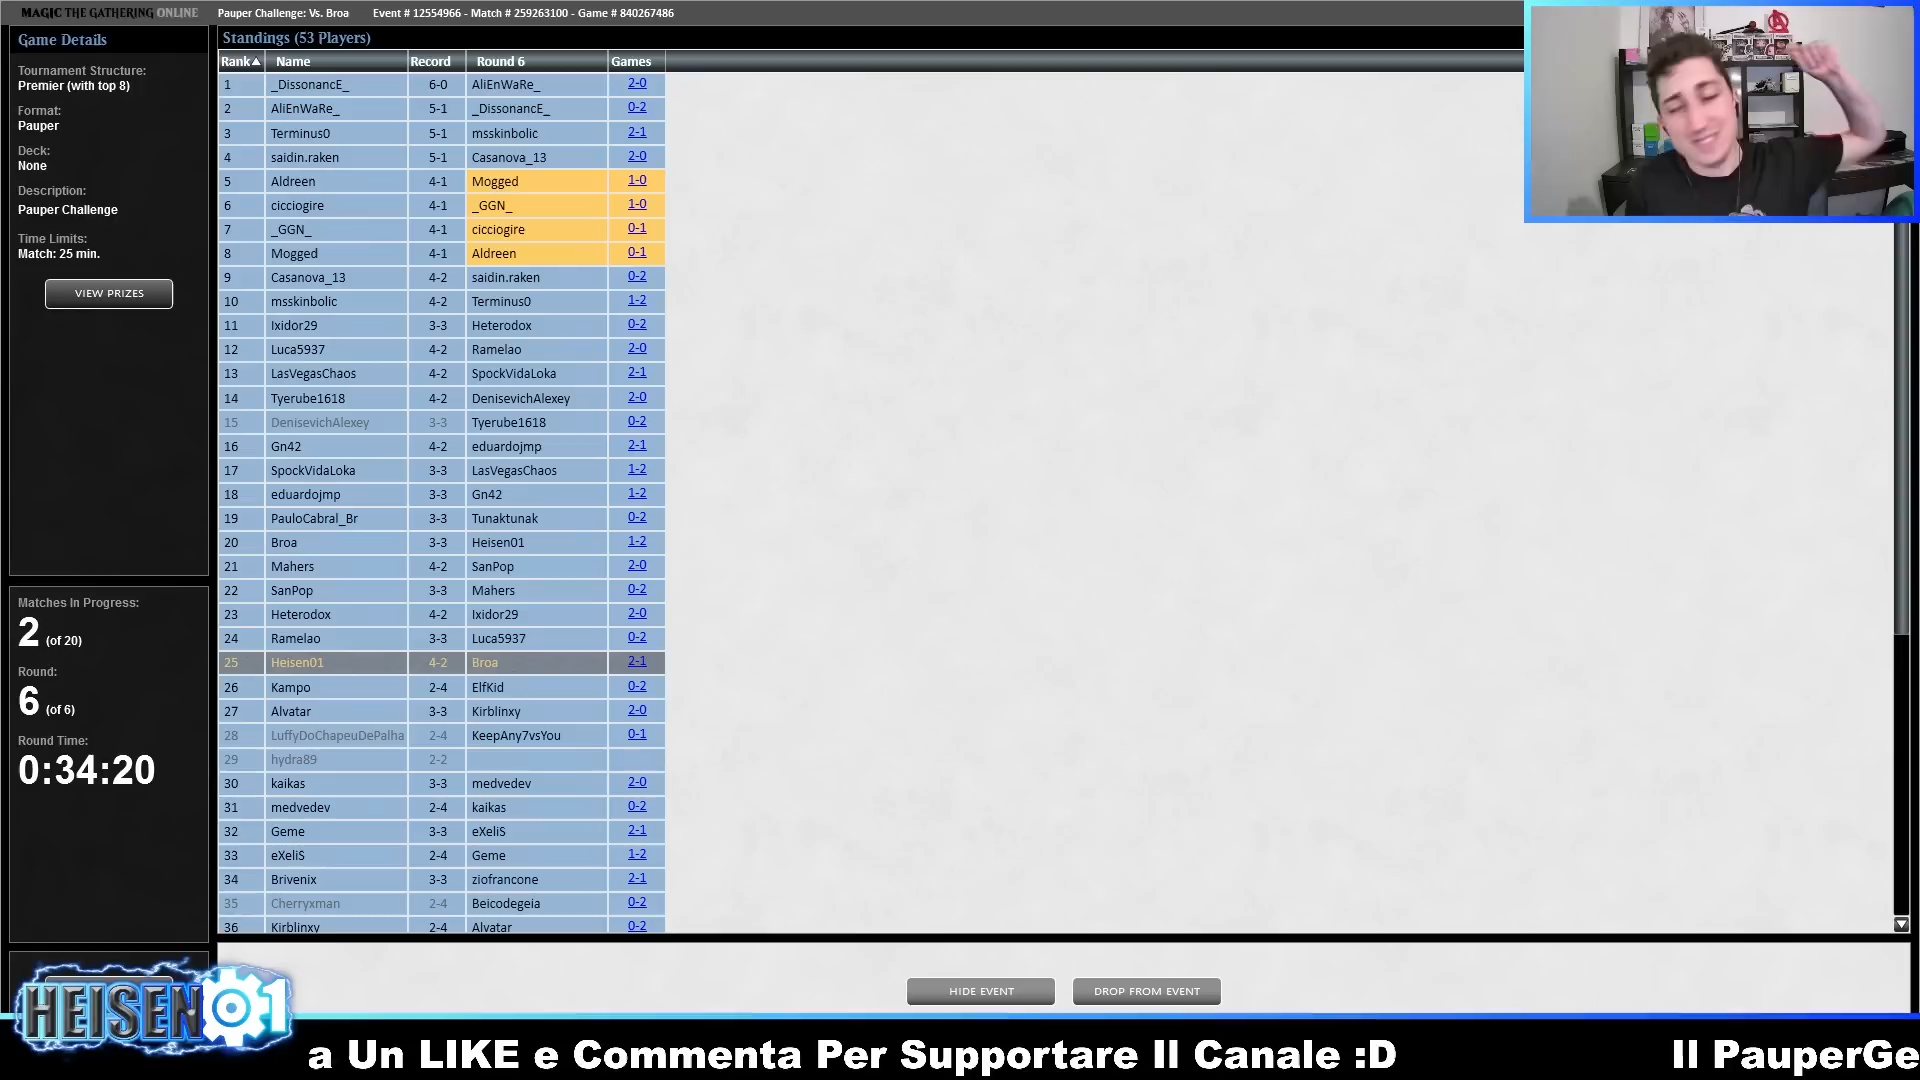 MAGIC THE GATHERING ONLINE
Pauper Challenge: Vs. Broa Event # 12554966 - Match # 259263100 - Game # 840267486
Game Details
Tournament Structure:
Premier (with top 8)
Format:
Pauper
Deck:
None
Description:
Pauper Challenge
Time Limits:
Match: 25 min.
VIEW PRIZES
Matches In Progress:
2 (of 20)
Round:
6 (of 6)
Round Time:
0:34:20
Standings (53 Players)
Rank Name Record Round 6 Games
1 _DissonancE_ 6-0 AliEnWaRe_ 2-0
2 AliEnWaRe_ 5-1 _DissonancE_ 0-2
3 Terminus0 5-1 msskinbolic 2-1
4 saidin.raken 5-1 Casanova_13 2-0
5 Aldreen 4-1 Mogged 1-0
6 cicciogire 4-1 _GGN_ 1-0
7 _GGN_ 4-1 cicciogire 0-1
8 Mogged 4-1 Aldreen 0-1
9 Casanova_13 4-2 saidin.raken 0-2
10 msskinbolic 4-2 Terminus0 1-2
11 Ixidor29 3-3 Heterodox 0-2
12 Luca5937 4-2 Ramelao 2-0
13 LasVegasChaos 4-2 SpockVidaLoka 2-1
14 Tyerube1618 4-2 DenisevichAlexey 2-0
15 DenisevichAlexey 3-3 Tyerube1618 0-2
16 Gn42 4-2 eduardojmp 2-1
17 SpockVidaLoka 3-3 LasVegasChaos 1-2
18 eduardojmp 3-3 Gn42 1-2
19 PauloCabral_Br 3-3 Tunaktunak 0-2
20 Broa 3-3 Heisen01 1-2
21 Mahers 4-2 SanPop 2-0
22 SanPop 3-3 Mahers 0-2
23 Heterodox 4-2 Ixidor29 2-0
24 Ramelao 3-3 Luca5937 0-2
25 Heisen01 4-2 Broa 2-1
26 Kampo 2-4 ElfKid 0-2
27 Alvatar 3-3 Kirblinxy 2-0
28 LuffyDoChapeuDePalha 2-4 KeepAny7vsYou 0-1
29 hydra89 2-2
30 kaikas 3-3 medvedev 2-0
31 medvedev 2-4 kaikas 0-2
32 Geme 3-3 eXeliS 2-1
33 eXeliS 2-4 Geme 1-2
34 Brivenix 3-3 ziofrancone 2-1
35 Cherryxman 2-4 Beicodegeia 0-2
36 Kirblinxy 2-4 Alvatar 0-2
HIDE EVENT DROP FROM EVENT
HEISEN01
a Un LIKE e Commenta Per Supportare Il Canale :D Il PauperGe